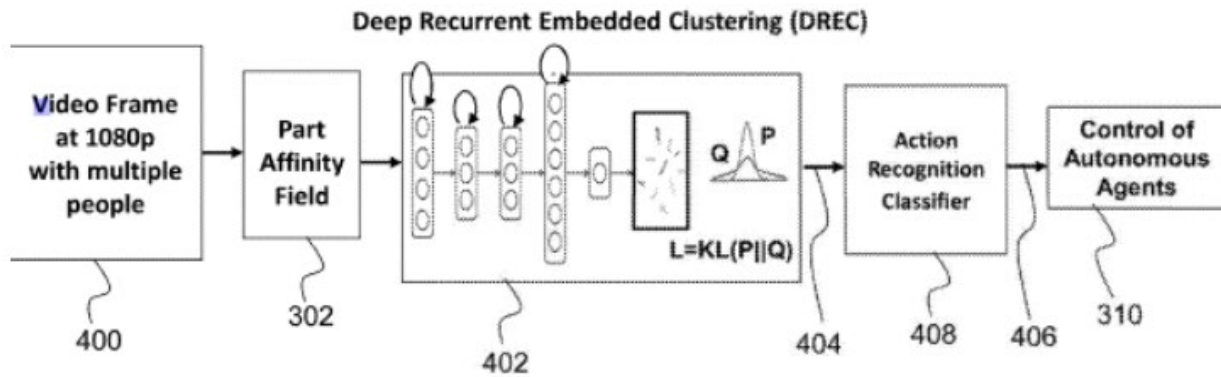 Deep Recurrent Embedded Clustering (DREC)
Video Frame
at 1080p
with multiple
people
Part
Affinity
Field
Q
P
L=KL(P||Q)
Action
Recognition
Classifier
Control of
Autonomous
Agents
400
302
402
404
408
406
310